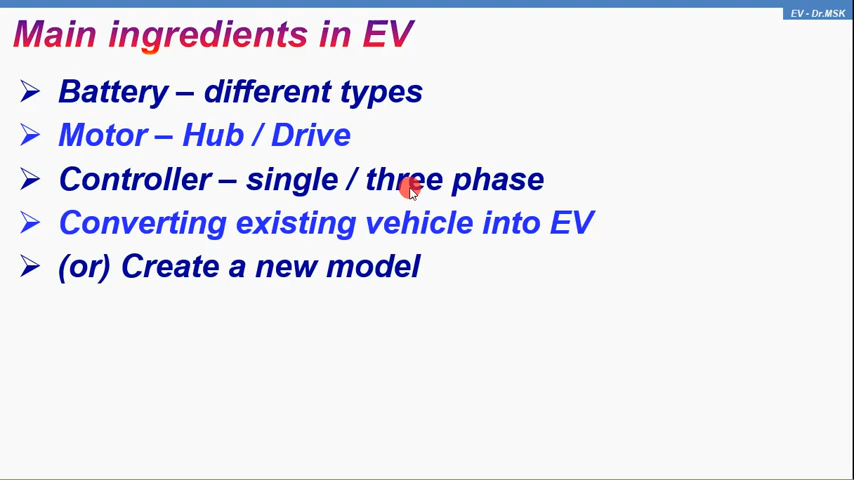 EV - Dr.MSK
Main ingredients in EV
Battery – different types
Motor – Hub / Drive
Controller – single / three phase
Converting existing vehicle into EV
(or) Create a new model